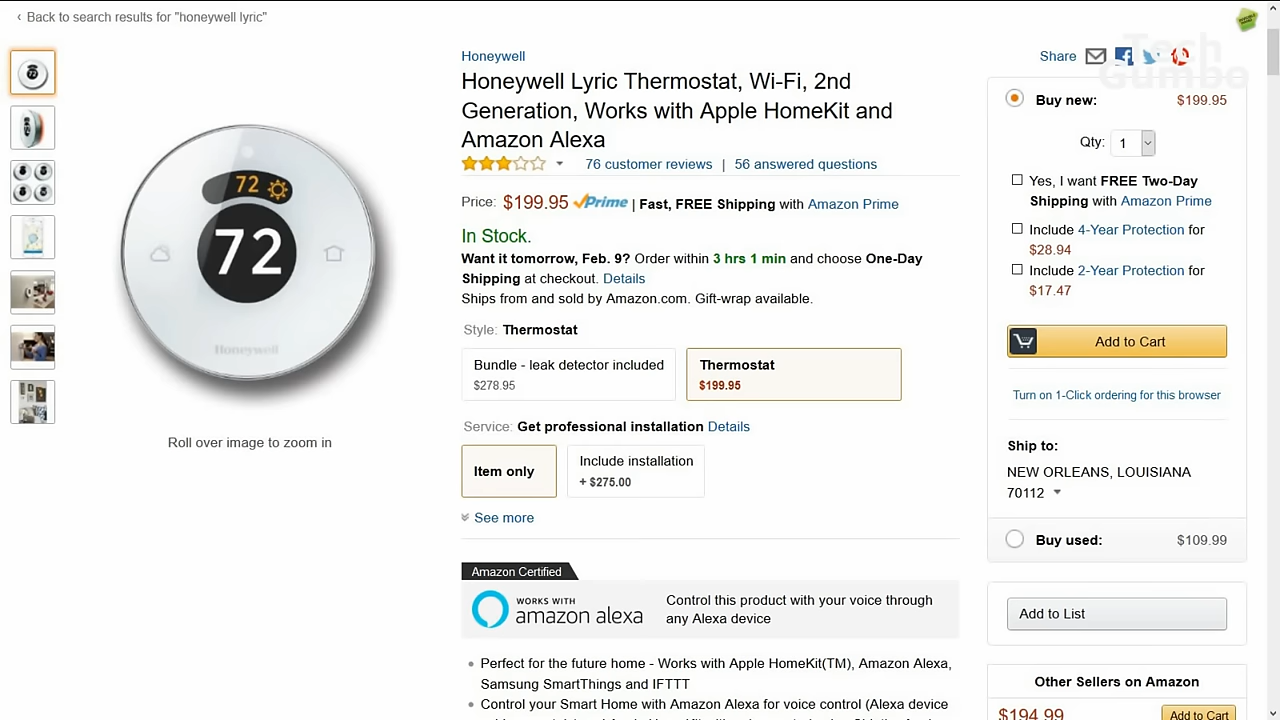 ‹ Back to search results for "honeywell lyric"
72
72
Honeywell
Roll over image to zoom in
Honeywell
Honeywell Lyric Thermostat, Wi-Fi, 2nd
Generation, Works with Apple HomeKit and
Amazon Alexa
76 customer reviews | 56 answered questions
Price: $199.95 Prime | Fast, FREE Shipping with Amazon Prime
In Stock.
Want it tomorrow, Feb. 9? Order within 3 hrs 1 min and choose One-Day
Shipping at checkout. Details
Ships from and sold by Amazon.com. Gift-wrap available.
Style: Thermostat
Bundle - leak detector included
$278.95
Thermostat
$199.95
Service: Get professional installation Details
Item only
Include installation
+ $275.00
See more
Amazon Certified
WORKS WITH
amazon alexa
Control this product with your voice through
any Alexa device
• Perfect for the future home - Works with Apple HomeKit(TM), Amazon Alexa,
Samsung SmartThings and IFTTT
• Control your Smart Home with Amazon Alexa for voice control (Alexa device
Share
Tech
Gumbo
Buy new: $199.95
Qty: 1
Yes, I want FREE Two-Day
Shipping with Amazon Prime
Include 4-Year Protection for
$28.94
Include 2-Year Protection for
$17.47
Add to Cart
Turn on 1-Click ordering for this browser
Ship to:
NEW ORLEANS, LOUISIANA
70112
Buy used: $109.99
Add to List
Other Sellers on Amazon
$194.99 Add to Cart